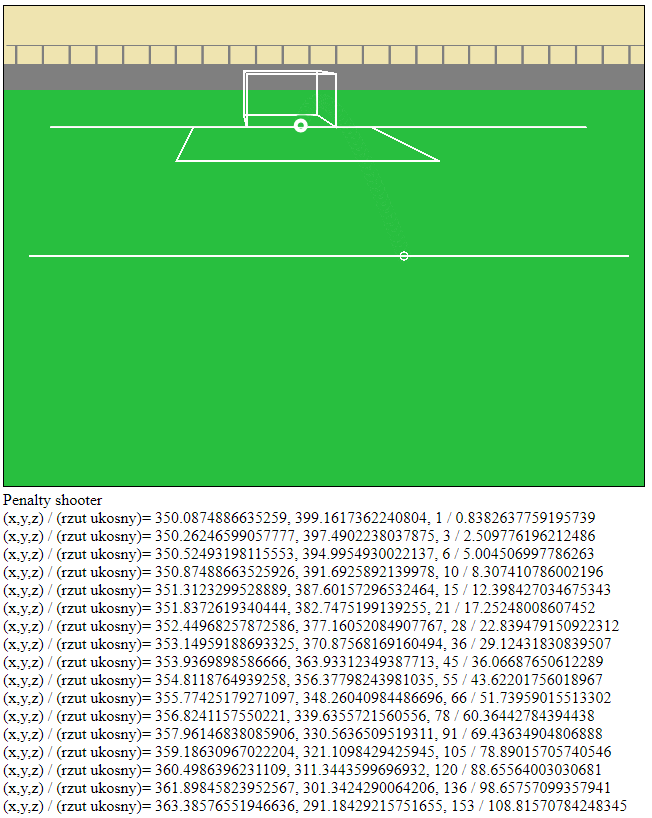 Penalty shooter
(x,y,z) / (rzut ukosny)= 350.0874886635259, 399.1617362240804, 1 / 0.8382637759195739
(x,y,z) / (rzut ukosny)= 350.26246599057777, 397.4902238037875, 3 / 2.509776196212486
(x,y,z) / (rzut ukosny)= 350.52493198115553, 394.9954930022137, 6 / 5.004506997786263
(x,y,z) / (rzut ukosny)= 350.87488663525926, 391.6925892139978, 10 / 8.307410786002196
(x,y,z) / (rzut ukosny)= 351.3123299528889, 387.60157296532464, 15 / 12.398427034675343
(x,y,z) / (rzut ukosny)= 351.8372619340444, 382.7475199139255, 21 / 17.25248008607452
(x,y,z) / (rzut ukosny)= 352.44968257872586, 377.16052084907767, 28 / 22.839479150922312
(x,y,z) / (rzut ukosny)= 353.14959188693325, 370.87568169160494, 36 / 29.12431830839507
(x,y,z) / (rzut ukosny)= 353.9369898586666, 363.93312349387713, 45 / 36.06687650612289
(x,y,z) / (rzut ukosny)= 354.8118764939258, 356.37798243981035, 55 / 43.62201756018967
(x,y,z) / (rzut ukosny)= 355.77425179271097, 348.26040984486696, 66 / 51.73959015513302
(x,y,z) / (rzut ukosny)= 356.8241157550221, 339.6355721560556, 78 / 60.36442784394438
(x,y,z) / (rzut ukosny)= 357.96146838085906, 330.5636509519311, 91 / 69.43634904806888
(x,y,z) / (rzut ukosny)= 359.18630967022204, 321.1098429425945, 105 / 78.89015705740546
(x,y,z) / (rzut ukosny)= 360.4986396231109, 311.3443599696932, 120 / 88.65564003030681
(x,y,z) / (rzut ukosny)= 361.89845823952567, 301.3424290064206, 136 / 98.65757099357941
(x,y,z) / (rzut ukosny)= 363.38576551946636, 291.18429215751655, 153 / 108.81570784248345